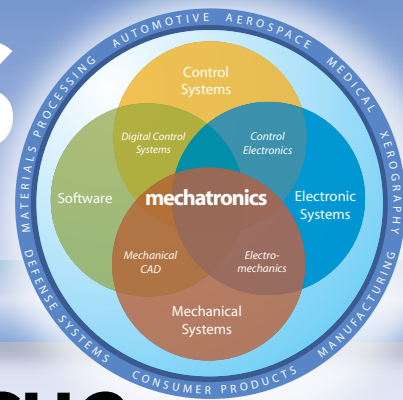 S
MATERIALS PROCESSING AUTOMOTIVE AEROSPACE MEDICAL XEROGRAPHY
Control
Systems
Digital Control
Systems
Control
Electronics
Software
mechatronics
Electronic
Systems
Mechanical
CAD
Electro-
mechanics
Mechanical
Systems
DEFENSE SYSTEMS CONSUMER PRODUCTS MANUFACTURING